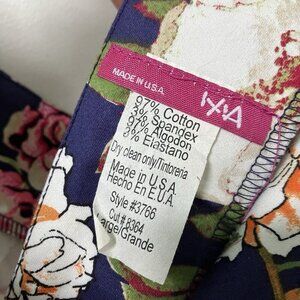 MADE IN U.S.A.
IXIA
97% Cotton
3% Spandex
97% Algodon
3% Elastano
Dry clean only/Tintoreria
Made in U S A
Hecho En E.U.A.
Style #3766
Cut # 8364
Large/Grande